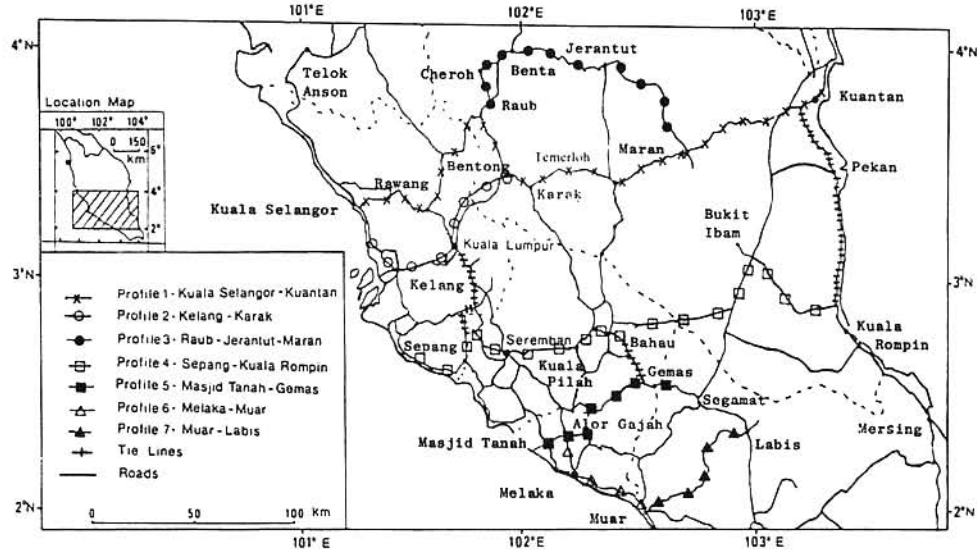 101°E
102°E
103°E
4°N
4°N
Telok
Anson
Cheroh
Benta
Jerantut
Raub
Kuantan
Location Map
100° 102° 104°
0 150
km
6°
4°
2°
Bentong
Temerloh
Maran
Pekan
Rawang
Karak
Kuala Selangor
Bukit
Ibam
Kuala Lumpur
3°N
3°N
Kelang
Profile 1 - Kuala Selangor - Kuantan
Profile 2 - Kelang - Karak
Profile 3 - Raub - Jerantut - Maran
Profile 4 - Sepang - Kuala Rompin
Profile 5 - Masjid Tanah - Gemas
Profile 6 - Melaka - Muar
Profile 7 - Muar - Labis
Tie Lines
Roads
0 50 100 km
Sepang
Seremban
Bahau
Kuala
Rompin
Kuala
Pilah
Gemas
Segamat
Alor Gajah
Mersing
Masjid Tanah
Labis
Melaka
Muar
2°N
2°N
101°E
102°E
103°E